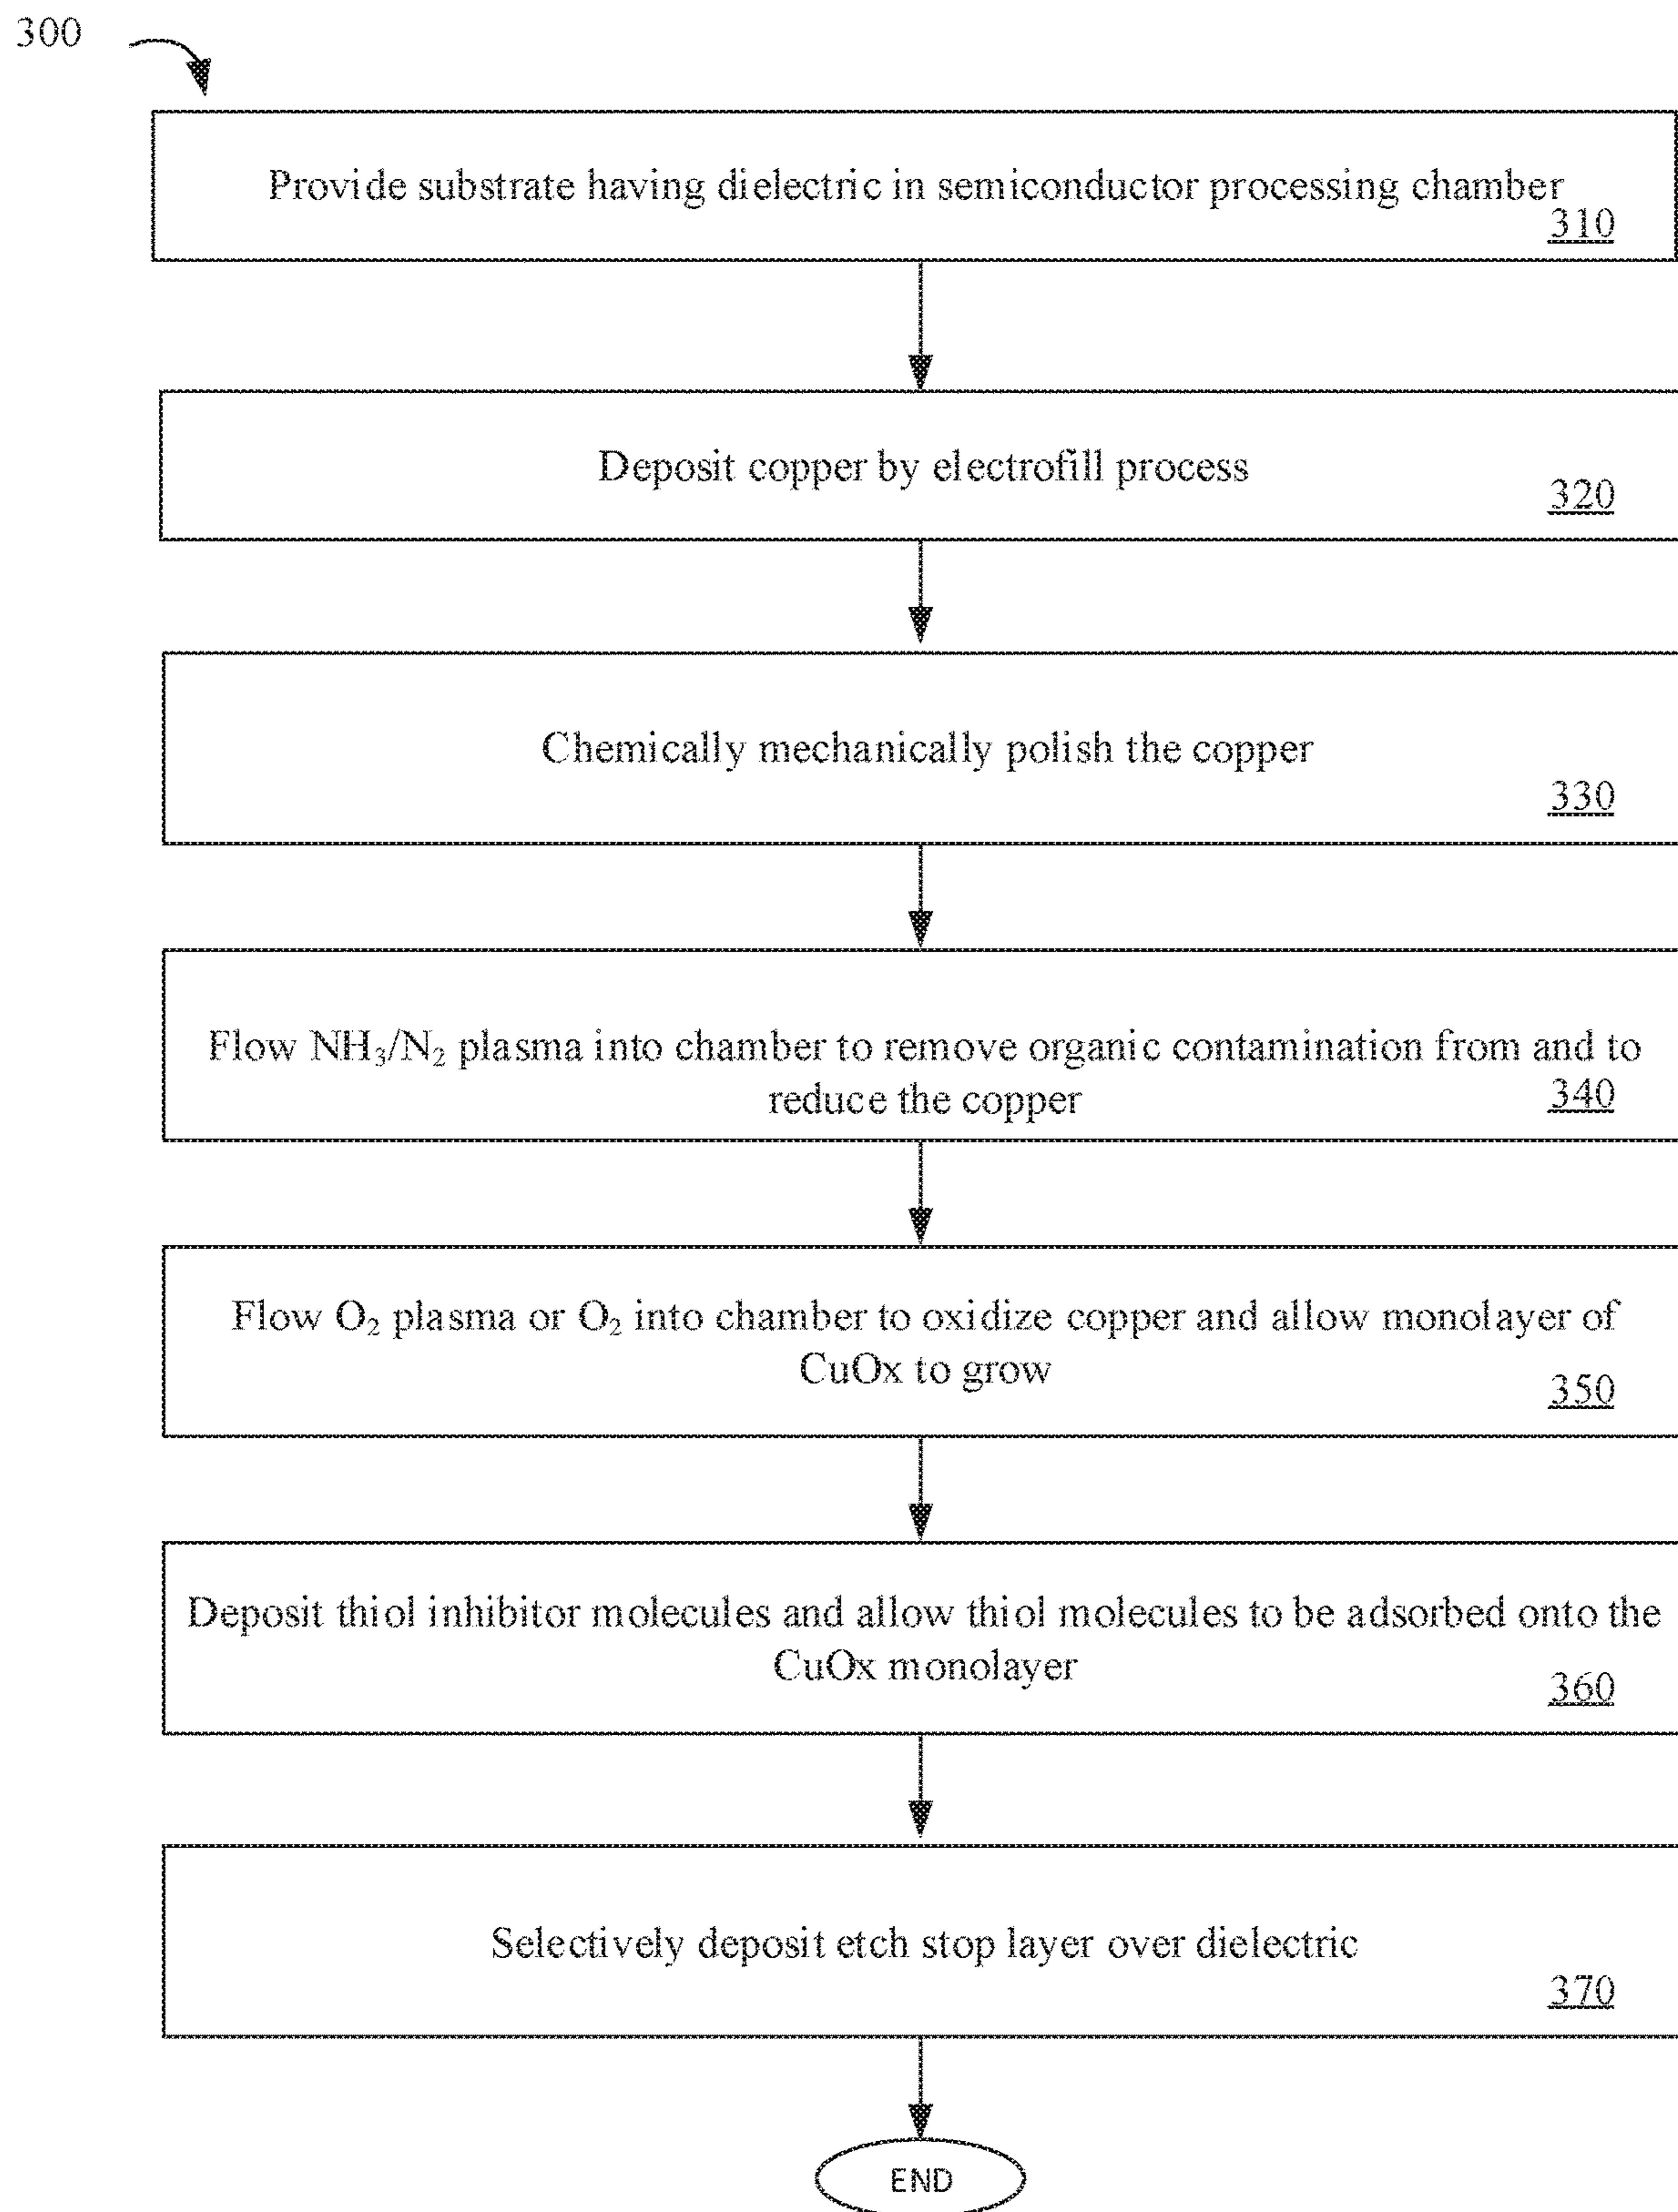 300
Provide substrate having dielectric in semiconductor processing chamber
310
Deposit copper by electrofill process
320
Chemically mechanically polish the copper
330
Flow NH₃/N₂ plasma into chamber to remove organic contamination from and to
reduce the copper
340
Flow O₂ plasma or O₂ into chamber to oxidize copper and allow monolayer of
CuOx to grow
350
Deposit thiol inhibitor molecules and allow thiol molecules to be adsorbed onto the
CuOx monolayer
360
Selectively deposit etch stop layer over dielectric
370
END